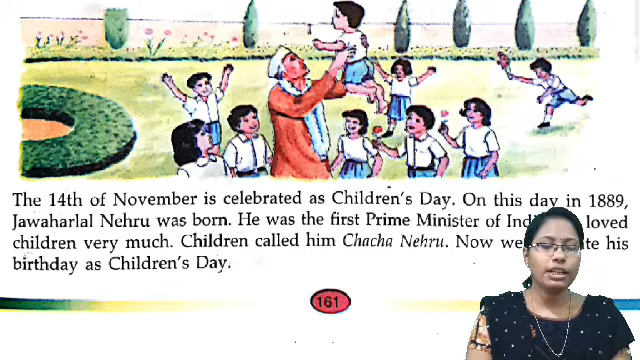 The 14th of November is celebrated as Children's Day. On this day in 1889,
Jawaharlal Nehru was born. He was the first Prime Minister of Ind loved
children very much. Children called him Chacha Nehru. Now we te his
birthday as Children's Day.
161